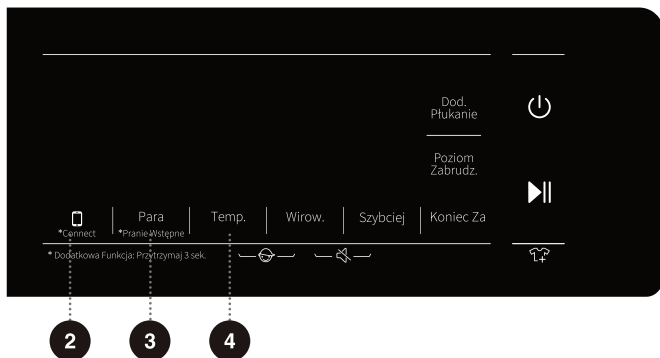 Dod.
Płukanie
Poziom
Zabrudz.
Para
Temp.
Wirow.
Szybciej
Koniec Za
*Connect
*Pranie Wstępne
* Dodatkowa Funkcja: Przytrzymaj 3 sek.
2
3
4